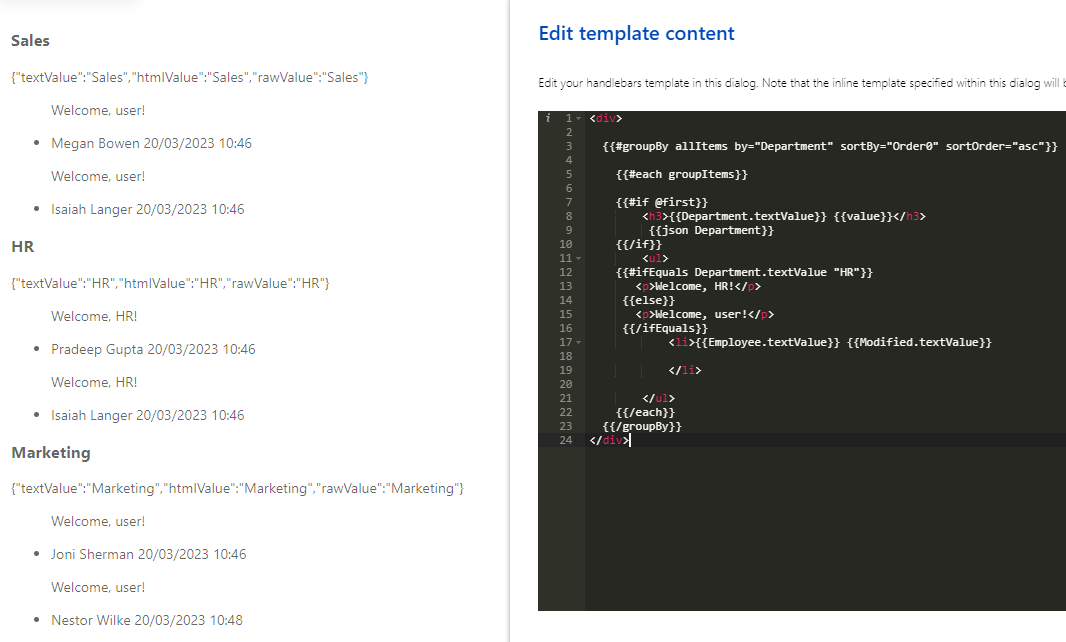 Sales
{"textValue":"Sales","htmlValue":"Sales","rawValue":"Sales"}
Welcome, user!
• Megan Bowen 20/03/2023 10:46
Welcome, user!
• Isaiah Langer 20/03/2023 10:46
HR
{"textValue":"HR","htmlValue":"HR","rawValue":"HR"}
Welcome, HR!
• Pradeep Gupta 20/03/2023 10:46
Welcome, HR!
• Isaiah Langer 20/03/2023 10:46
Marketing
{"textValue":"Marketing","htmlValue":"Marketing","rawValue":"Marketing"}
Welcome, user!
• Joni Sherman 20/03/2023 10:46
Welcome, user!
• Nestor Wilke 20/03/2023 10:48
Edit template content
Edit your handlebars template in this dialog. Note that the inline template specified within this dialog will
i 1 <div>
2
3 {{#groupBy allItems by="Department" sortBy="Order0" sortOrder="asc"}}
4
5 {{#each groupItems}}
6
7 {{#if @first}}
8 <h3>{{Department.textValue}} {{value}}</h3>
9 {{json Department}}
10 {{/if}}
11 <ul>
12 {{#ifEquals Department.textValue "HR"}}
13 <p>Welcome, HR!</p>
14 {{else}}
15 <p>Welcome, user!</p>
16 {{/ifEquals}}
17 <li>{{Employee.textValue}} {{Modified.textValue}}
18
19 </li>
20
21 </ul>
22 {{/each}}
23 {{/groupBy}}
24 </div>